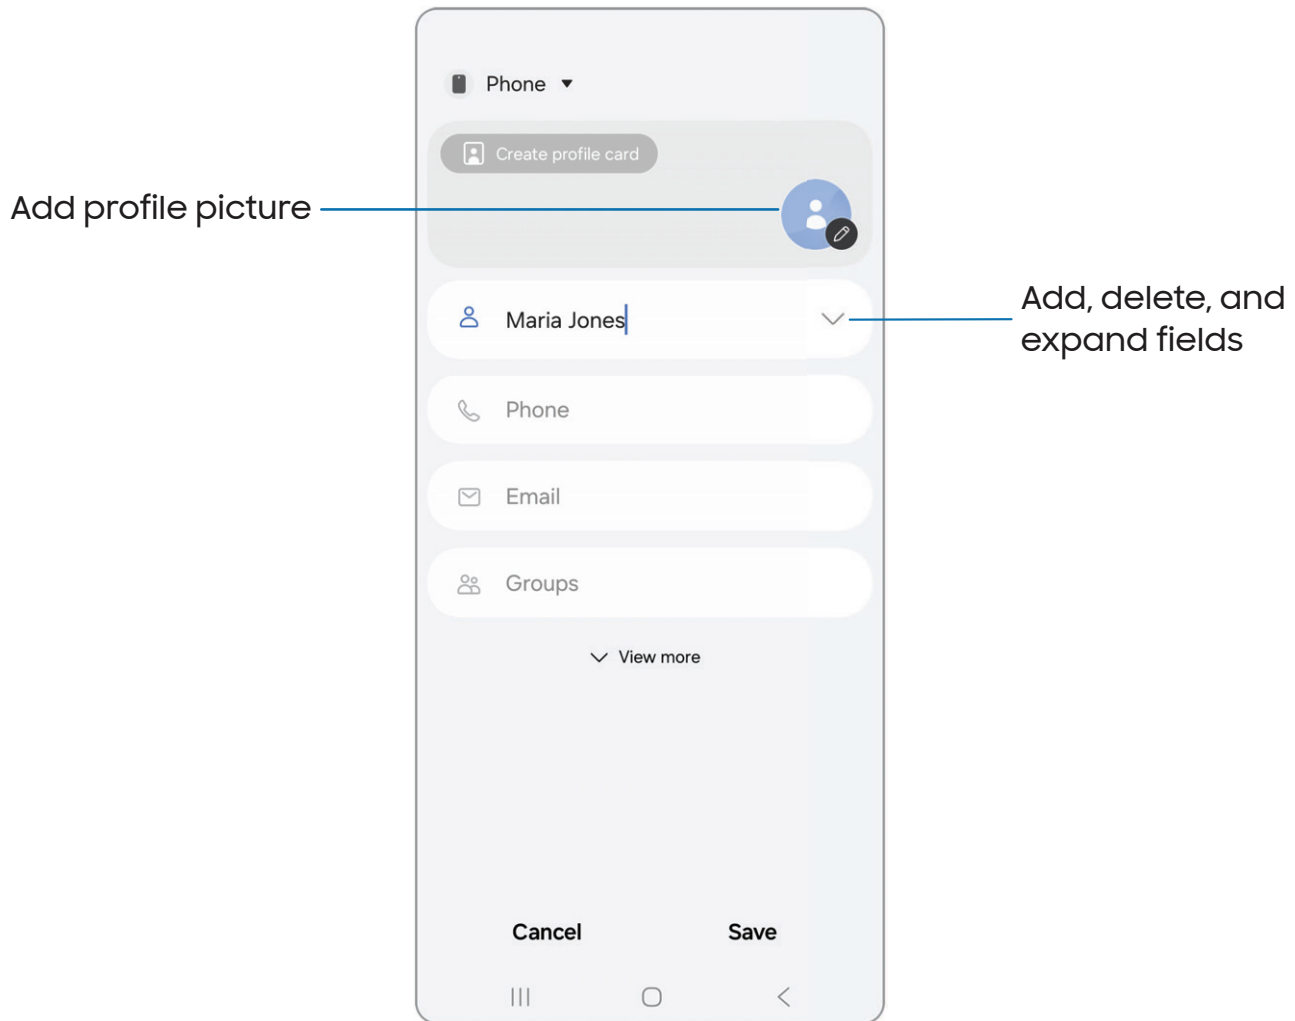 Phone
Create profile card
Add profile picture
Maria Jones
Add, delete, and
expand fields
Phone
Email
Groups
View more
Cancel
Save